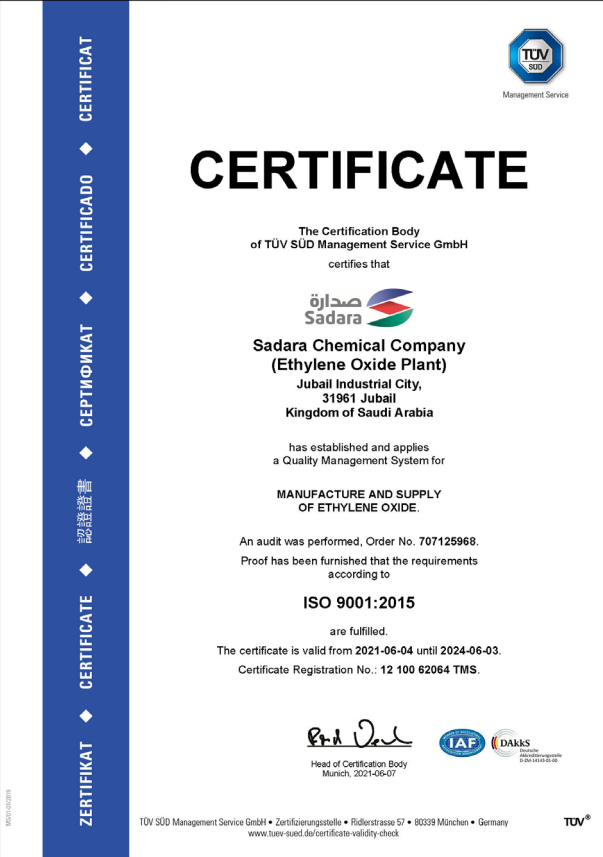 TÜV
SÜD
Management Service
ZERTIFIKAT ◆ CERTIFICATE ◆ 認證證書 ◆ СЕРТИФИКАТ ◆ CERTIFICADO ◆ CERTIFICAT
CERTIFICATE
The Certification Body
of TÜV SÜD Management Service GmbH
certifies that
صدارة
Sadara
Sadara Chemical Company
(Ethylene Oxide Plant)
Jubail Industrial City,
31961 Jubail
Kingdom of Saudi Arabia
has established and applies
a Quality Management System for
MANUFACTURE AND SUPPLY
OF ETHYLENE OXIDE.
An audit was performed, Order No. 707125968.
Proof has been furnished that the requirements
according to
ISO 9001:2015
are fulfilled.
The certificate is valid from 2021-06-04 until 2024-06-03.
Certificate Registration No.: 12 100 62064 TMS.
Head of Certification Body
Munich, 2021-06-07
IAF
DAkkS
Deutsche
Akkreditierungsstelle
D-ZM-14143-01-00
TÜV SÜD Management Service GmbH • Zertifizierungsstelle • Ridlerstrasse 57 • 80339 München • Germany
www.tuev-sued.de/certificate-validity-check
TÜV®